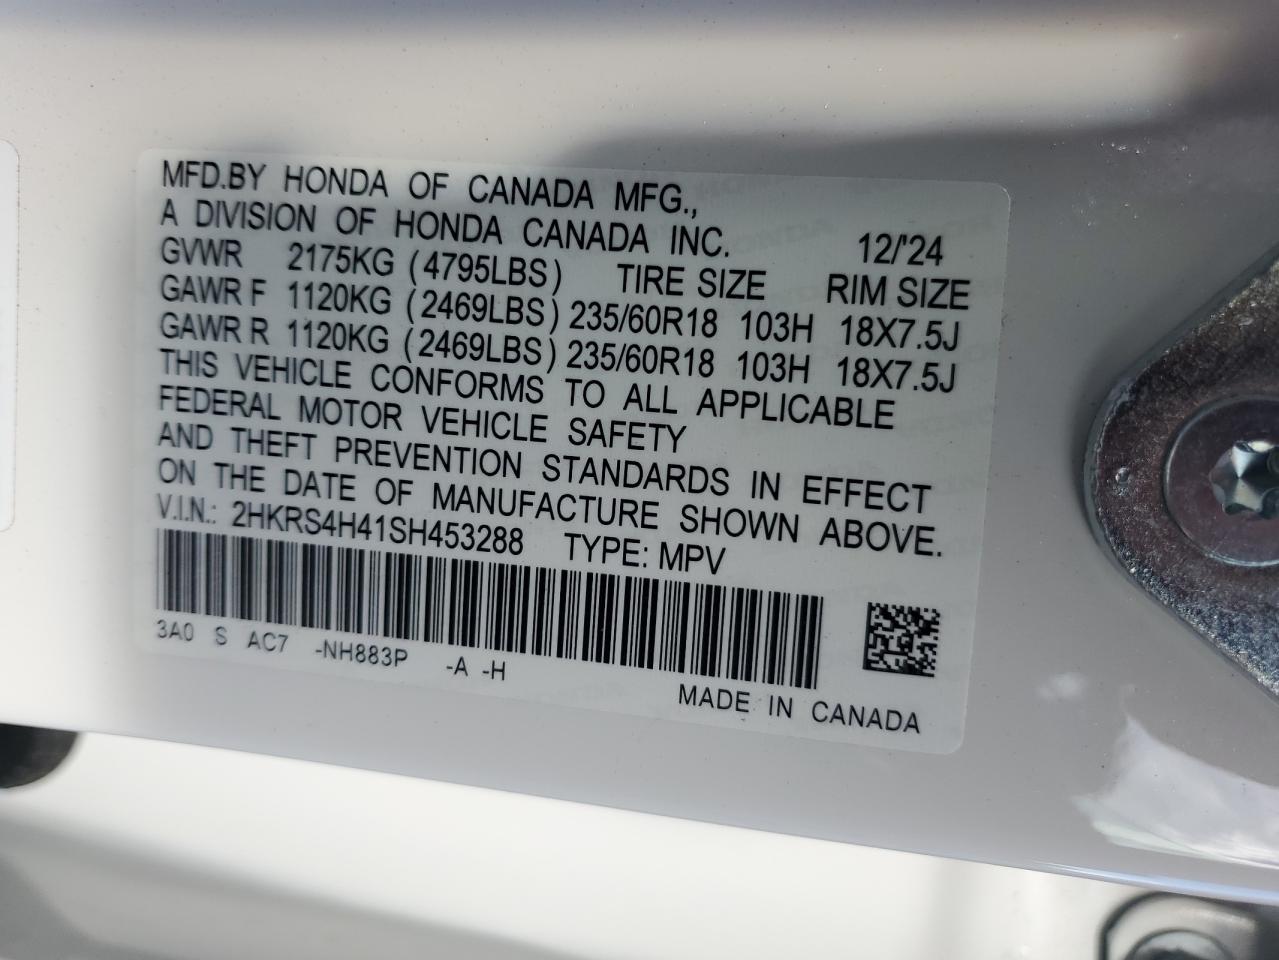 MFD.BY HONDA OF CANADA MFG.,
A DIVISION OF HONDA CANADA INC. 12/'24
GVWR 2175KG (4795LBS) TIRE SIZE RIM SIZE
GAWR F 1120KG (2469LBS) 235/60R18 103H 18X7.5J
GAWR R 1120KG (2469LBS) 235/60R18 103H 18X7.5J
THIS VEHICLE CONFORMS TO ALL APPLICABLE
FEDERAL MOTOR VEHICLE SAFETY
AND THEFT PREVENTION STANDARDS IN EFFECT
ON THE DATE OF MANUFACTURE SHOWN ABOVE.
V.I.N.: 2HKRS4H41SH453288 TYPE: MPV
3A0 S AC7 -NH883P -A -H
MADE IN CANADA